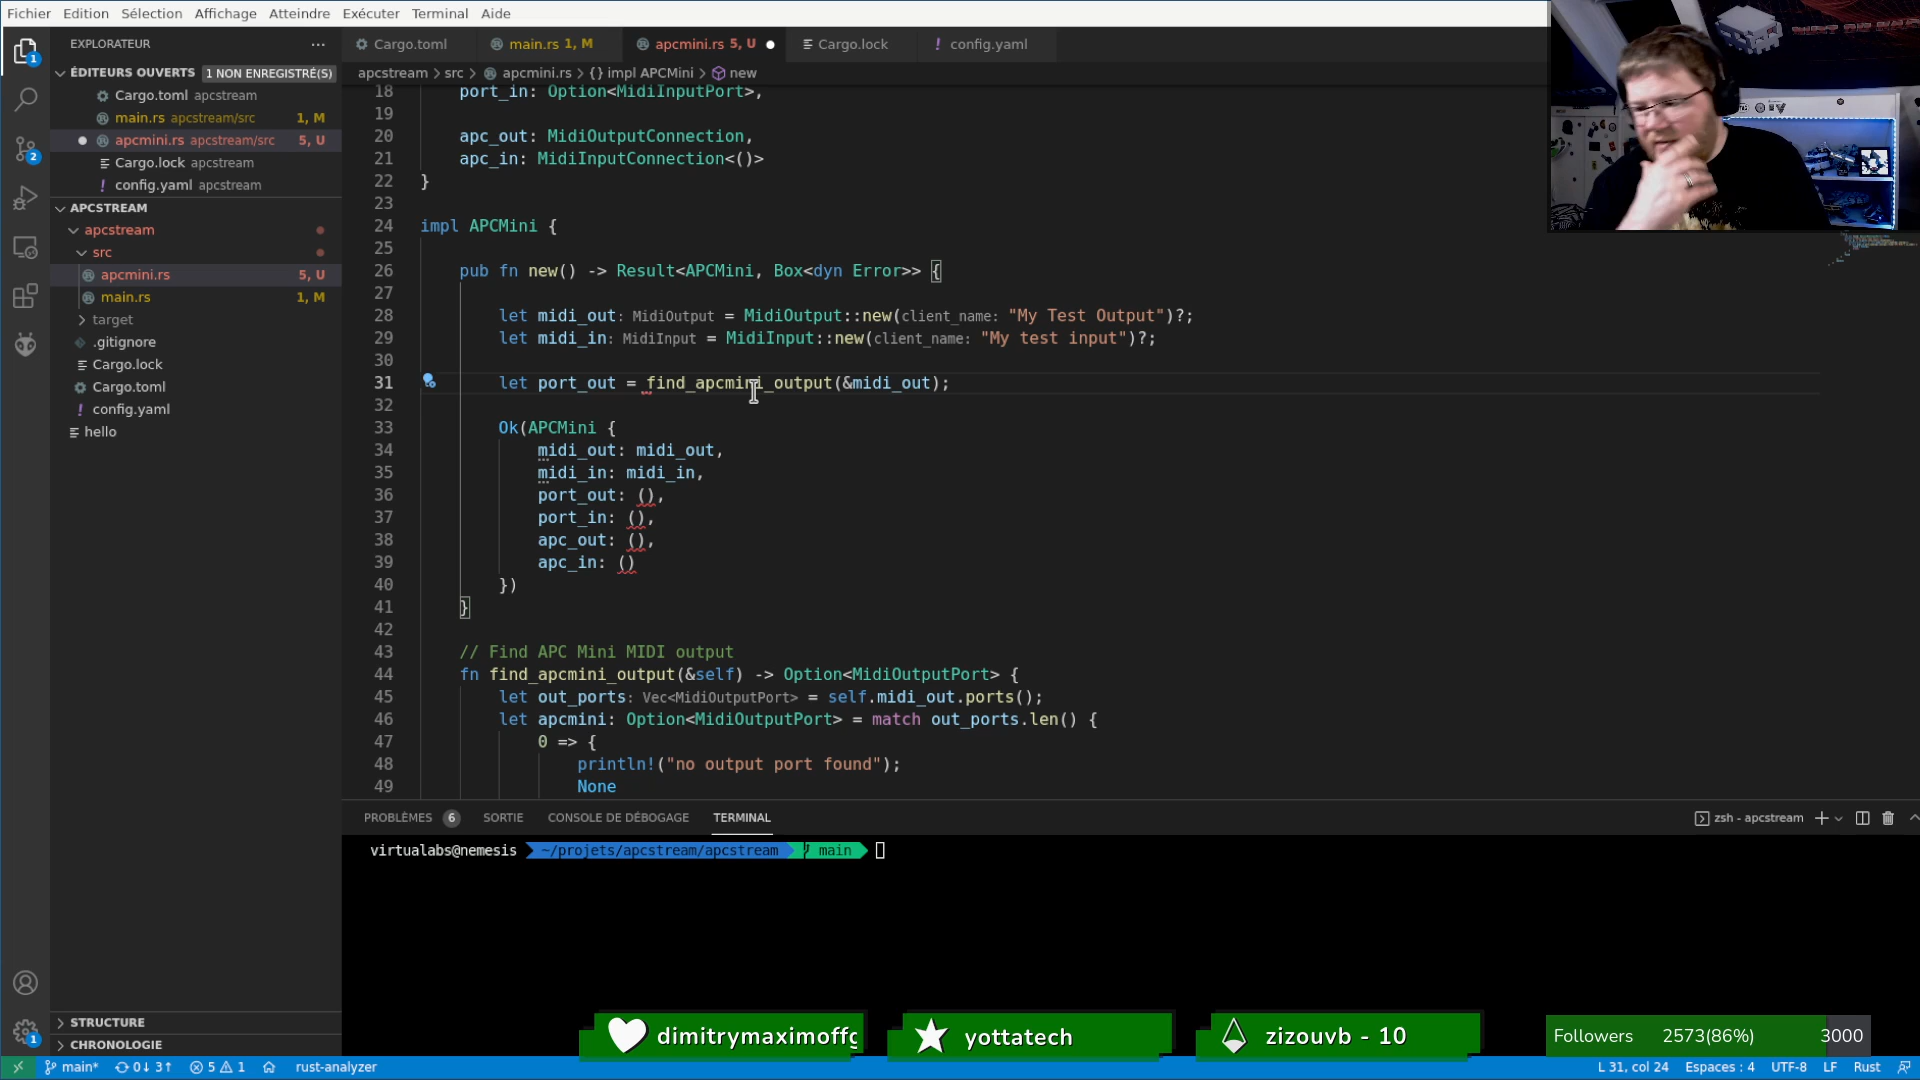 Fichier Edition Sélection Affichage Atteindre Exécuter Terminal Aide
EXPLORATEUR ···
ÉDITEURS OUVERTS 1 NON ENREGISTRÉ(S)
Cargo.toml apcstream
main.rs apcstream/src 1, M
apcmini.rs apcstream/src 5, U
Cargo.lock apcstream
! config.yaml apcstream
APCSTREAM
apcstream
src
apcmini.rs 5, U
main.rs 1, M
target
.gitignore
Cargo.lock
Cargo.toml
config.yaml
hello
STRUCTURE
CHRONOLOGIE
Cargo.toml main.rs 1, M apcmini.rs 5, U Cargo.lock ! config.yaml
apcstream > src > apcmini.rs > {} impl APCMini > new
18 port_in: Option<MidiInputPort>,
19
20 apc_out: MidiOutputConnection,
21 apc_in: MidiInputConnection<()>
22 }
23
24 impl APCMini {
25
26 pub fn new() -> Result<APCMini, Box<dyn Error>> {
27
28 let midi_out: MidiOutput = MidiOutput::new(client_name: "My Test Output")?;
29 let midi_in: MidiInput = MidiInput::new(client_name: "My test input")?;
30
31 let port_out = find_apcmini_output(&midi_out);
32
33 Ok(APCMini {
34 midi_out: midi_out,
35 midi_in: midi_in,
36 port_out: (),
37 port_in: (),
38 apc_out: (),
39 apc_in: ()
40 })
41 }
42
43 // Find APC Mini MIDI output
44 fn find_apcmini_output(&self) -> Option<MidiOutputPort> {
45 let out_ports: Vec<MidiOutputPort> = self.midi_out.ports();
46 let apcmini: Option<MidiOutputPort> = match out_ports.len() {
47 0 => {
48 println!("no output port found");
49 None
PROBLÈMES 6 SORTIE CONSOLE DE DÉBOGAGE TERMINAL zsh - apcstream
virtualabs@nemesis ~/projets/apcstream/apcstream main
yottatech zizouvb - 10
Followers 2573(86%) 3000
main* 0↓ 3↑ 5 1 rust-analyzer L 31, col 24 Espaces : 4 UTF-8 LF Rust